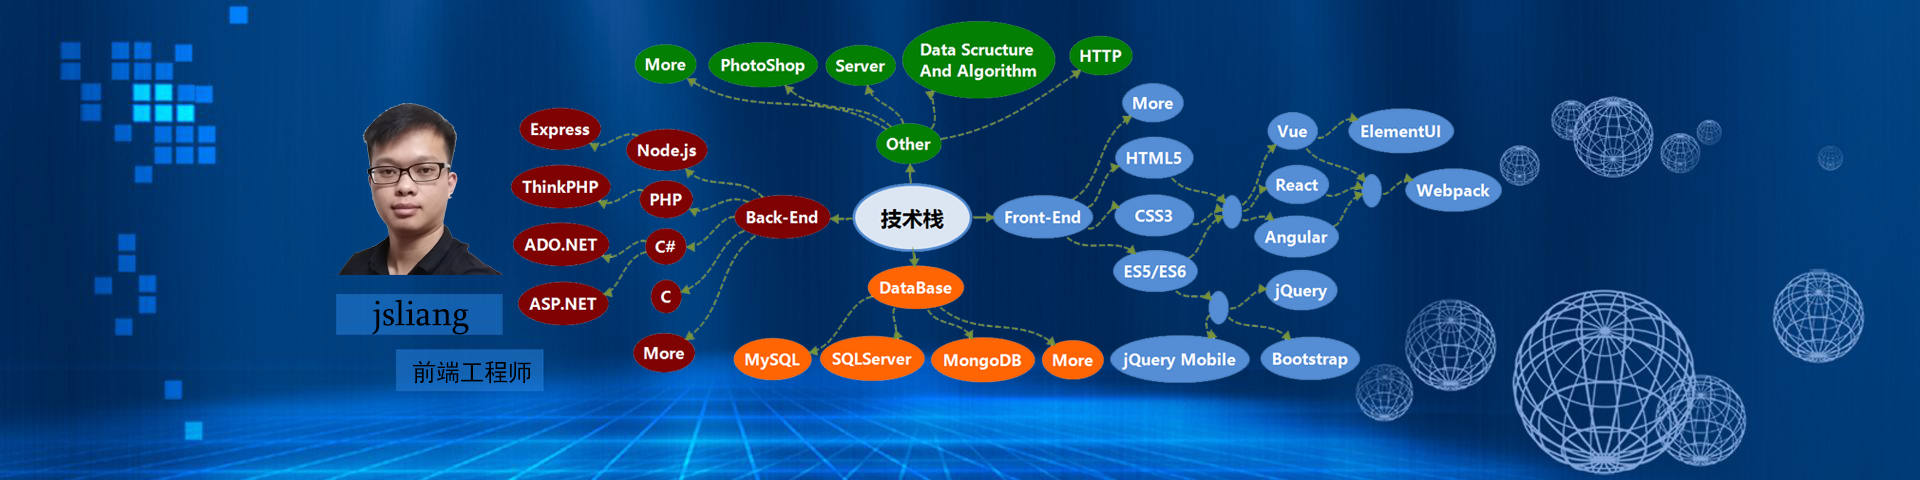 jsliang
前端工程师
技术栈
Other
More
PhotoShop
Server
Data Scructure
And Algorithm
HTTP
Back-End
Node.js
Express
PHP
ThinkPHP
C#
ADO.NET
ASP.NET
C
More
DataBase
MySQL
SQLServer
MongoDB
More
Front-End
More
HTML5
CSS3
ES5/ES6
Vue
React
Angular
ElementUI
Webpack
jQuery
jQuery Mobile
Bootstrap